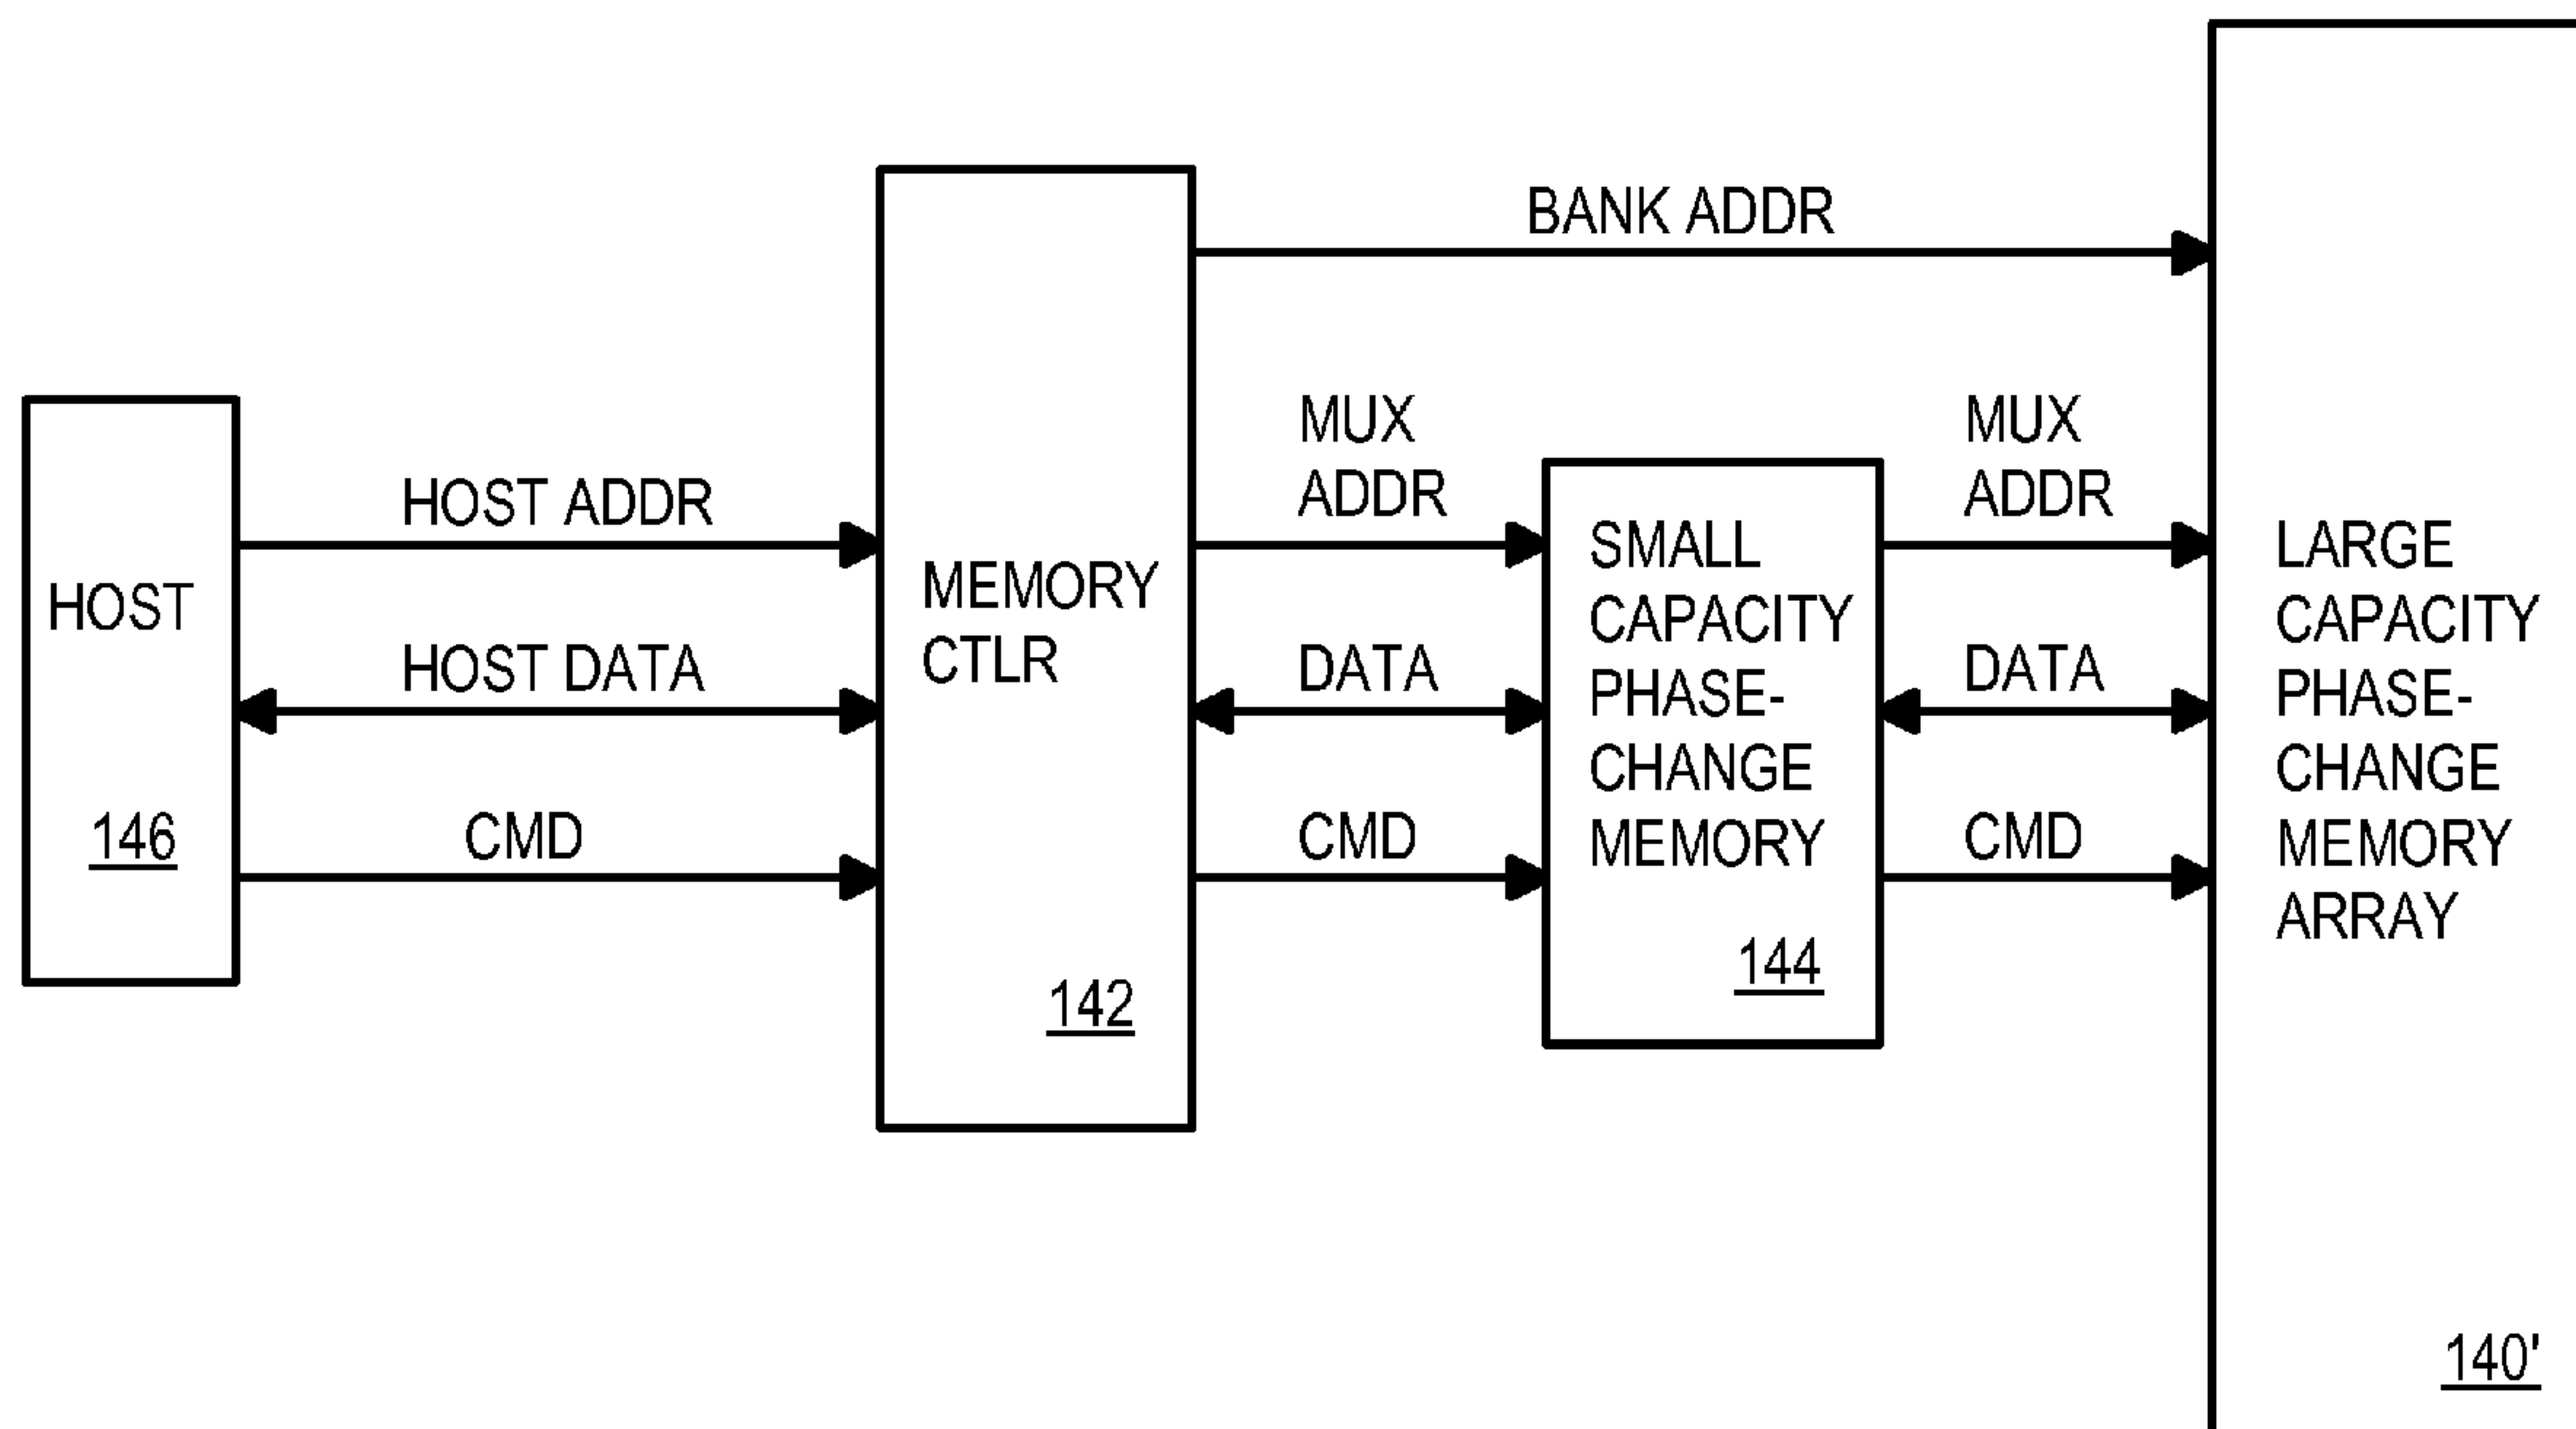 HOST
146
HOST ADDR
HOST DATA
CMD
MEMORY
CTLR
142
BANK ADDR
MUX
ADDR
DATA
CMD
SMALL
CAPACITY
PHASE-
CHANGE
MEMORY
144
MUX
ADDR
DATA
CMD
LARGE
CAPACITY
PHASE-
CHANGE
MEMORY
ARRAY
140'